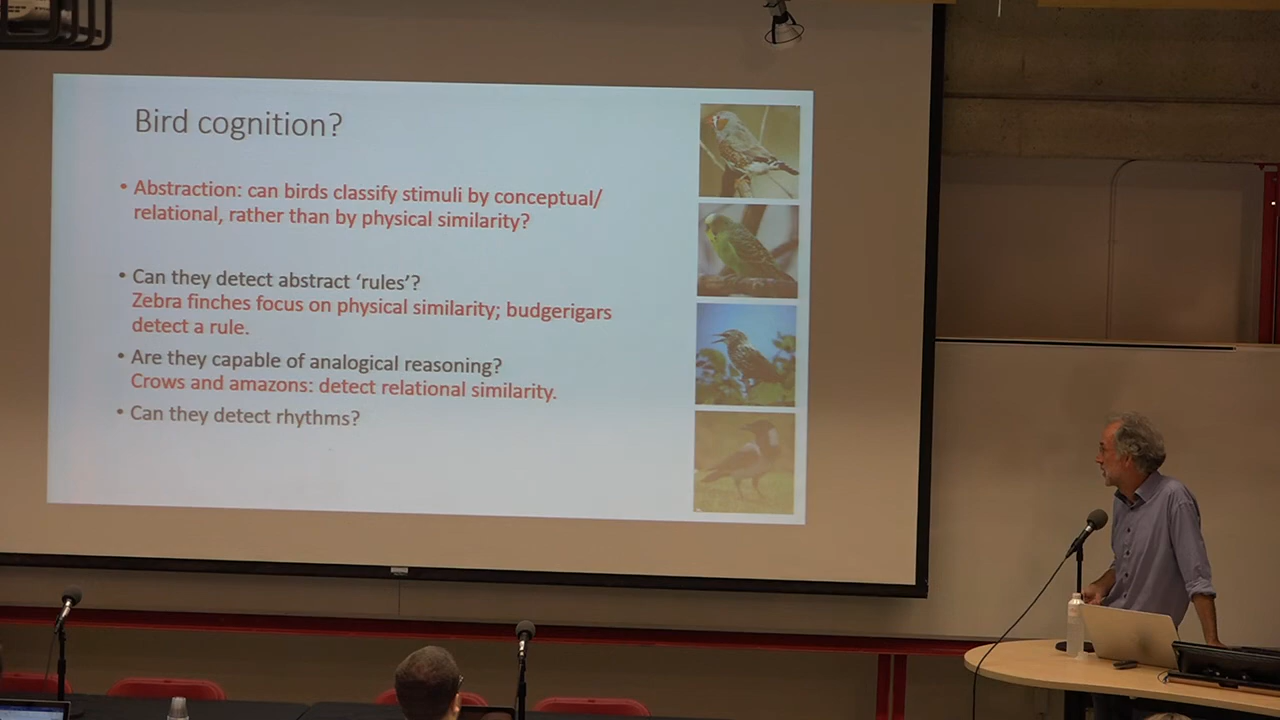 Bird cognition?
• Abstraction: can birds classify stimuli by conceptual/
relational, rather than by physical similarity?
• Can they detect abstract ‘rules’?
Zebra finches focus on physical similarity; budgerigars
detect a rule.
• Are they capable of analogical reasoning?
Crows and amazons: detect relational similarity.
• Can they detect rhythms?